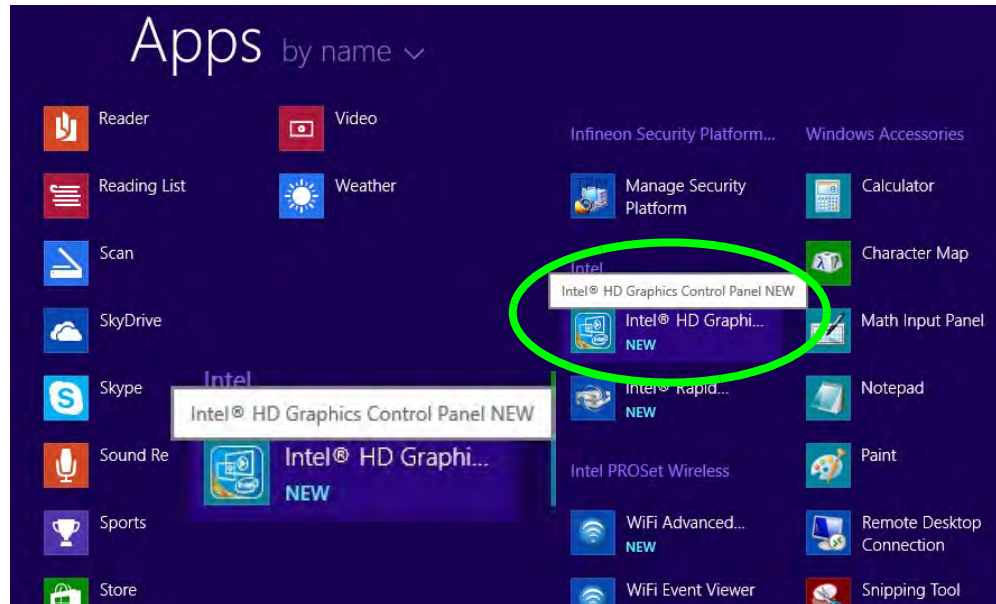 Apps by name
Reader
Reading List
Scan
SkyDrive
Skype
Sound Re
Sports
Store
Video
Weather
Intel
Intel® HD Graphics Control Panel NEW
Intel® HD Graphi...
NEW
Infineon Security Platform...
Manage Security
Platform
Intel
Intel® HD Graphics Control Panel NEW
Intel® HD Graphi...
NEW
Intel® Rapid...
NEW
Intel PROSet Wireless
WiFi Advanced...
NEW
WiFi Event Viewer
Windows Accessories
Calculator
Character Map
Math Input Panel
Notepad
Paint
Remote Desktop
Connection
Snipping Tool